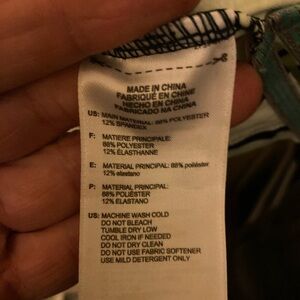 MADE IN CHINA
FABRIQUÉ EN CHINE
HECHO EN CHINA
FABRICADO NA CHINA
US: MAIN MATERIAL: 88% POLYESTER
12% SPANDEX
F: MATIERE PRINCIPALE:
88% POLYESTER
12% ÉLASTHANNE
E: MATERIAL PRINCIPAL: 88% poliéster
12% elastano
P: MATERIAL PRINCIPAL:
88% POLIÉSTER
12% ELASTANO
US: MACHINE WASH COLD
DO NOT BLEACH
TUMBLE DRY LOW
COOL IRON IF NEEDED
DO NOT DRY CLEAN
DO NOT USE FABRIC SOFTENER
USE MILD DETERGENT ONLY